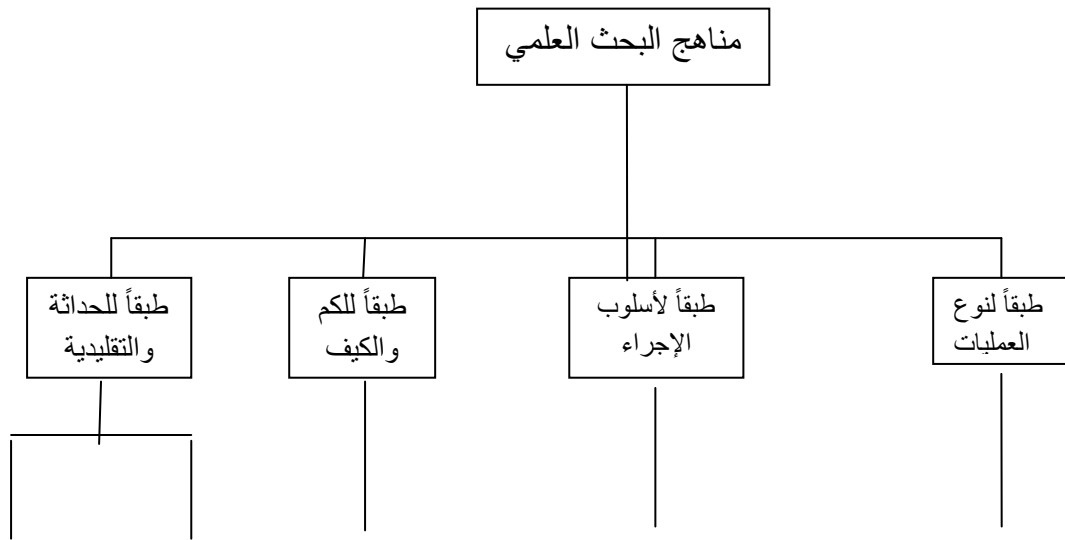 مناهج البحث العلمي
طبقاً لنوع
العمليات
طبقاً لأسلوب
الإجراء
طبقاً للكم
والكيف
طبقاً للحداثة
والتقليدية